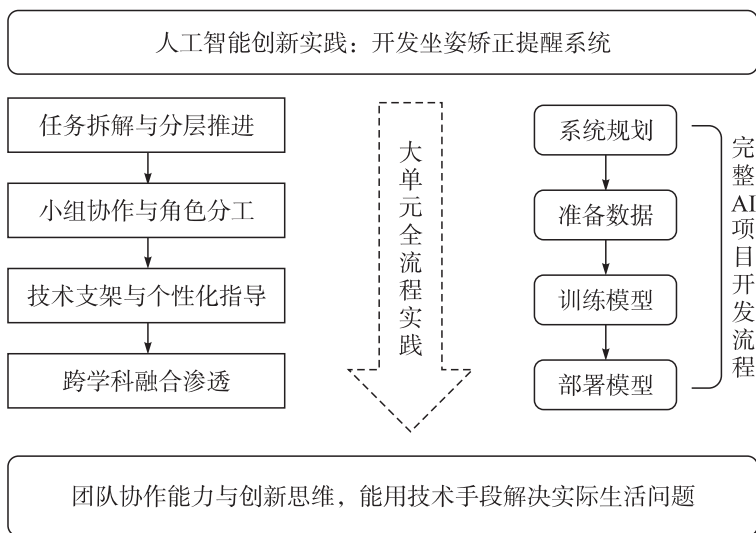 人工智能创新实践：开发坐姿矫正提醒系统
任务拆解与分层推进
小组协作与角色分工
技术支架与个性化指导
跨学科融合渗透
大单元全流程实践
系统规划
准备数据
训练模型
部署模型
完整AI项目开发流程
团队协作能力与创新思维，能用技术手段解决实际生活问题